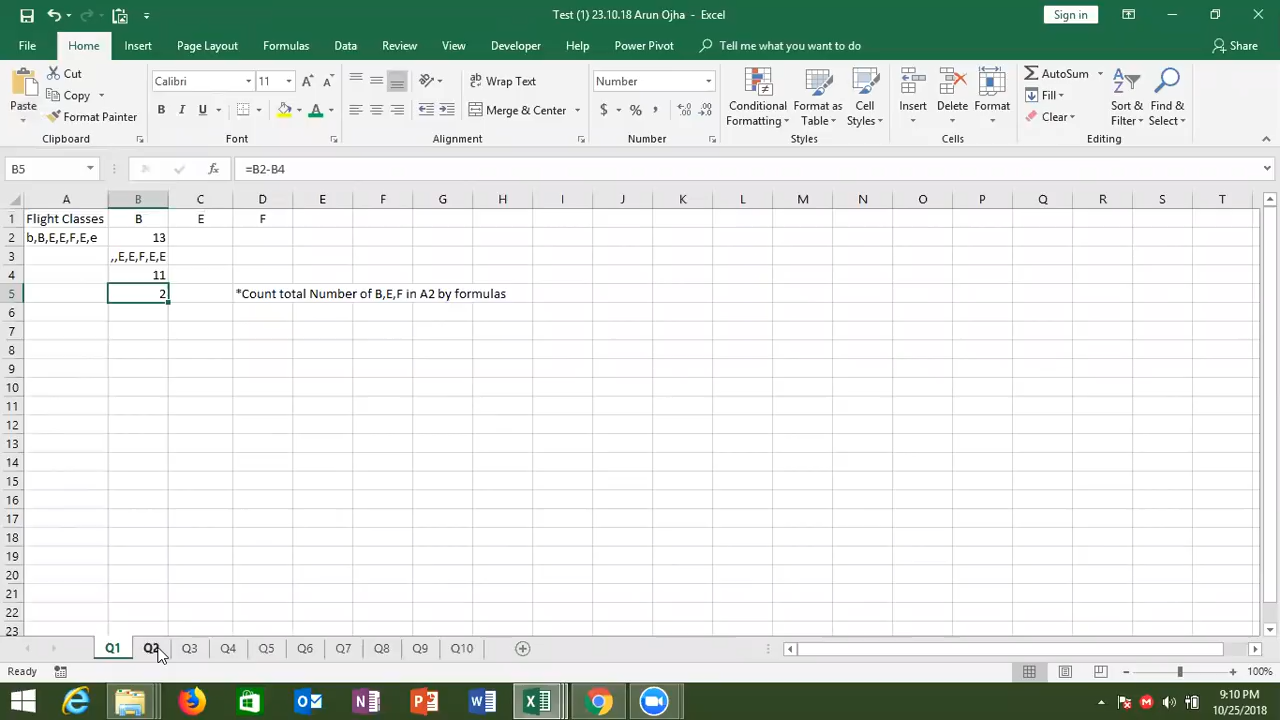 Test (1) 23.10.18 Arun Ojha - Excel
Sign in
File Home Insert Page Layout Formulas Data Review View Developer Help Power Pivot Tell me what you want to do Share
Paste
Cut
Copy
Format Painter
Clipboard
Calibri 11
B I U
Font
Wrap Text
Merge & Center
Alignment
Number
$ % ,
Number
Conditional Formatting
Format as Table
Cell Styles
Styles
Insert Delete Format
Cells
AutoSum
Fill
Clear
Sort & Filter
Find & Select
Editing
B5 fx =B2-B4
A B C D E F G H I J K L M N O P Q R S T
1 Flight Classes B E F
2 b,B,E,E,F,E,e 13
3 ,,E,E,F,E,E
4 11
5 2 *Count total Number of B,E,F in A2 by formulas
6
7
8
9
10
11
12
13
14
15
16
17
18
19
20
21
22
23
Q1 Q2 Q3 Q4 Q5 Q6 Q7 Q8 Q9 Q10
Ready 100%
9:10 PM
10/25/2018